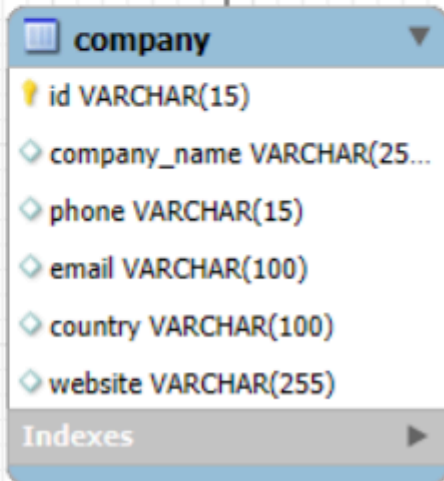 company
id VARCHAR(15)
company_name VARCHAR(25...
phone VARCHAR(15)
email VARCHAR(100)
country VARCHAR(100)
website VARCHAR(255)
Indexes